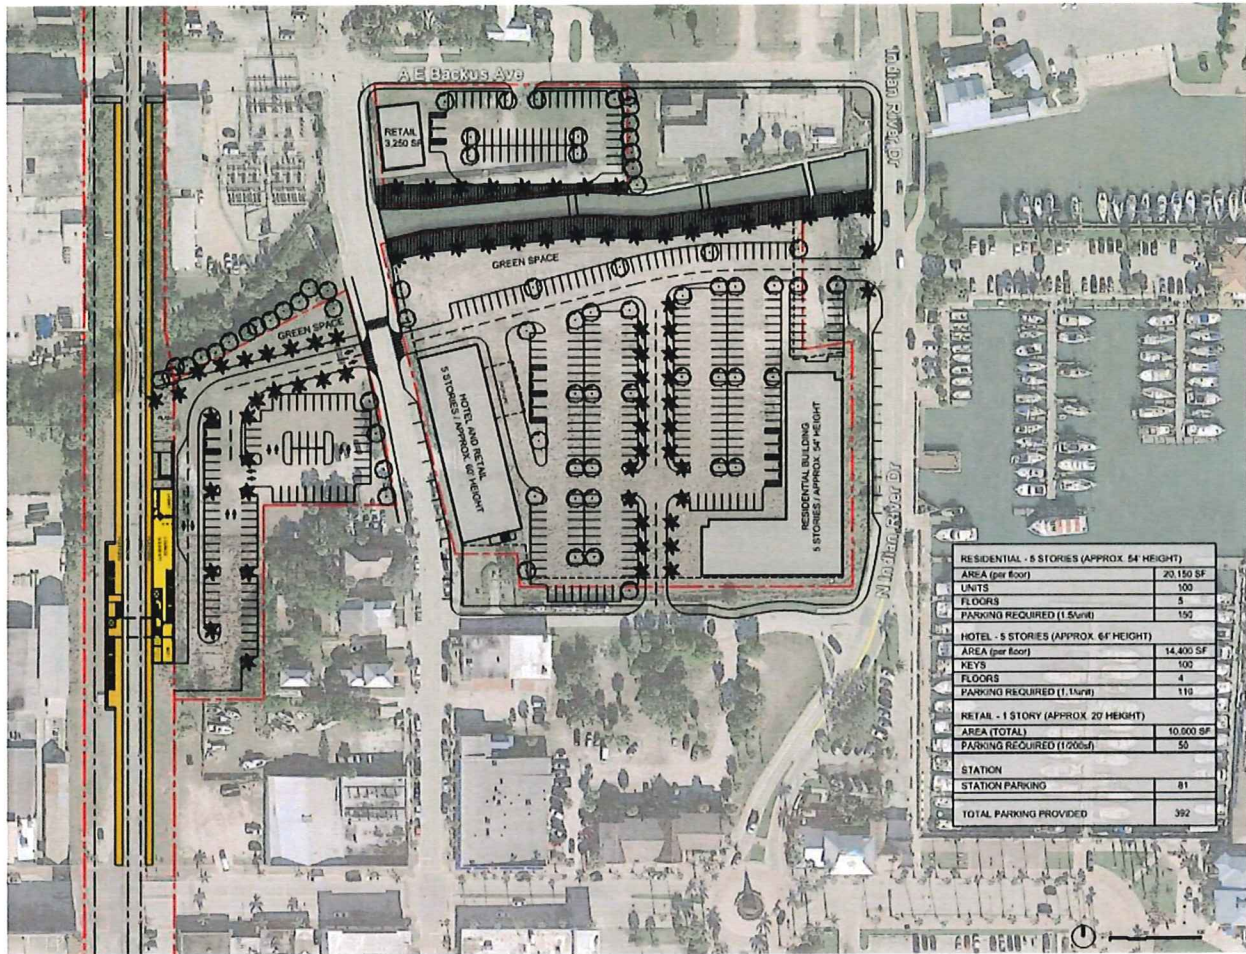 A E Backus Ave
Indian River Dr
RETAIL
3,250 SF
GREEN SPACE
GREEN SPACE
HOTEL AND RETAIL
5 STORIES / APPROX. 60' HEIGHT
RESIDENTIAL BUILDING
5 STORIES / APPROX. 54' HEIGHT
N Indian River Dr
RESIDENTIAL - 5 STORIES (APPROX. 54' HEIGHT)
AREA (per floor) 20,150 SF
UNITS 100
FLOORS 5
PARKING REQUIRED (1.5/unit) 150
HOTEL - 5 STORIES (APPROX. 64' HEIGHT)
AREA (per floor) 14,400 SF
KEYS 100
FLOORS 4
PARKING REQUIRED (1.1/unit) 110
RETAIL - 1 STORY (APPROX. 20' HEIGHT)
AREA (TOTAL) 10,000 SF
PARKING REQUIRED (1/200sf) 50
STATION
STATION PARKING 81
TOTAL PARKING PROVIDED 392